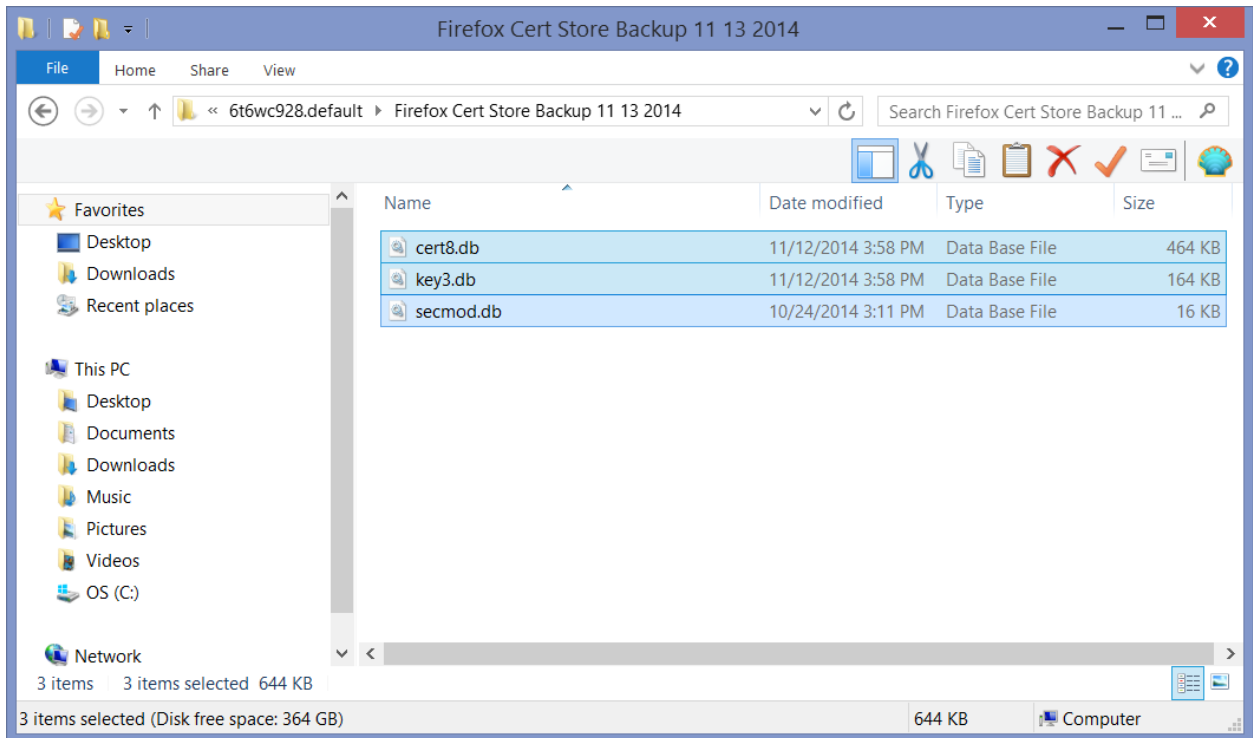 Firefox Cert Store Backup 11 13 2014
File Home Share View
« 6t6wc928.default Firefox Cert Store Backup 11 13 2014 Search Firefox Cert Store Backup 11 ...
Name Date modified Type Size
Favorites
Desktop
Downloads
Recent places
This PC
Desktop
Documents
Downloads
Music
Pictures
Videos
OS (C:)
Network
cert8.db 11/12/2014 3:58 PM Data Base File 464 KB
key3.db 11/12/2014 3:58 PM Data Base File 164 KB
secmod.db 10/24/2014 3:11 PM Data Base File 16 KB
3 items 3 items selected 644 KB
3 items selected (Disk free space: 364 GB) 644 KB Computer